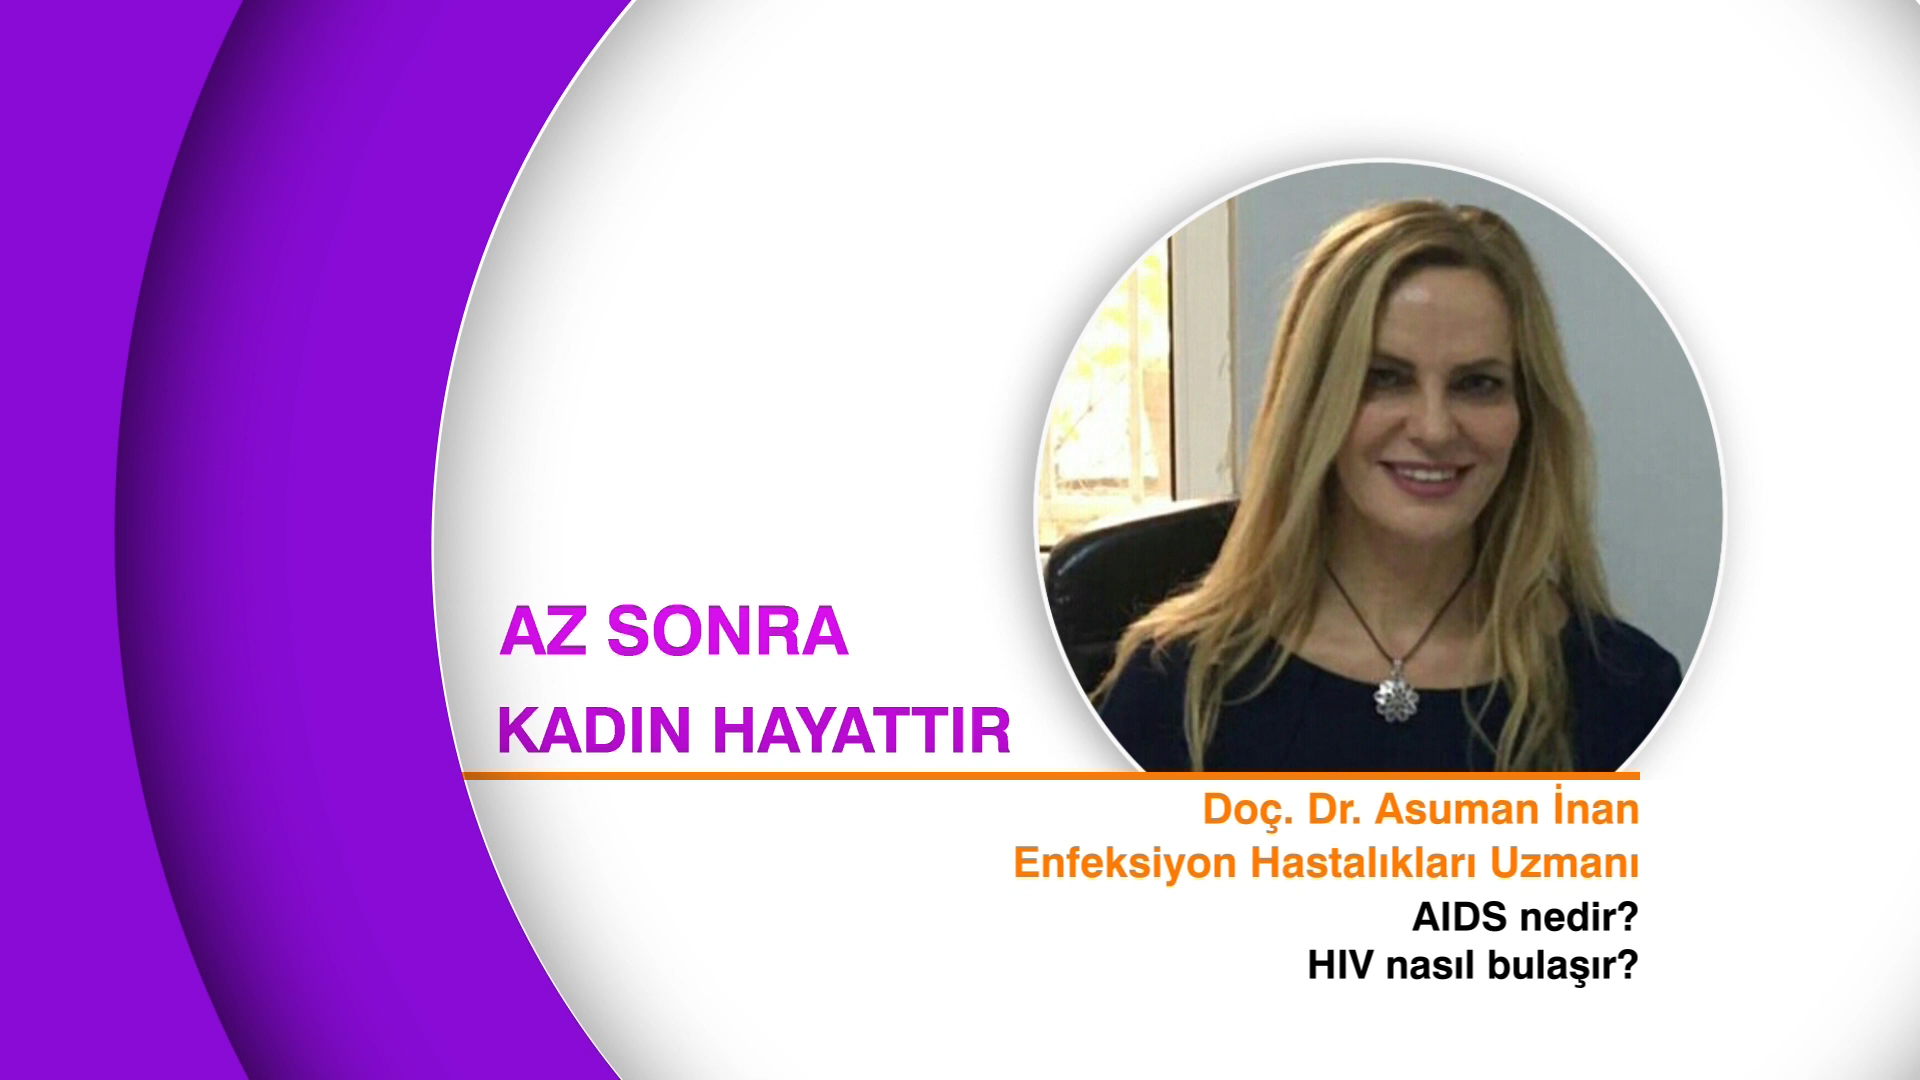 AZ SONRA
KADIN HAYATTIR
Doç. Dr. Asuman İnan
Enfeksiyon Hastalıkları Uzmanı
AIDS nedir?
HIV nasıl bulaşır?